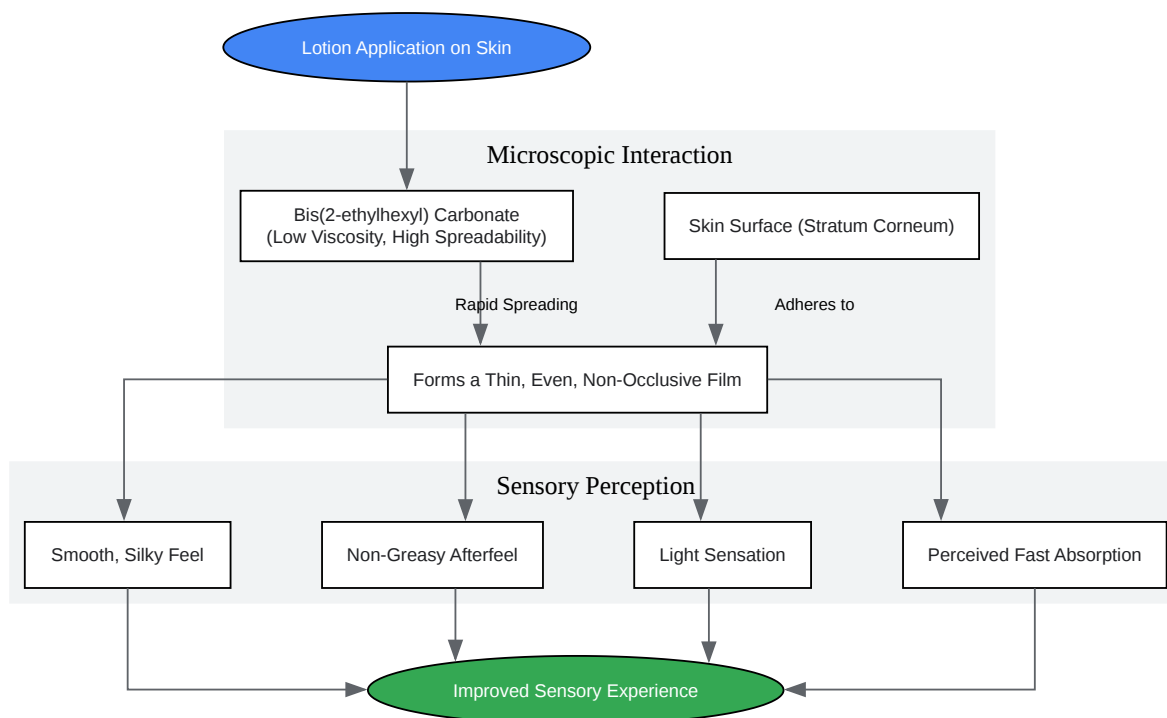 Lotion Application on Skin
Microscopic Interaction
Bis(2-ethylhexyl) Carbonate
(Low Viscosity, High Spreadability)
Skin Surface (Stratum Corneum)
Rapid Spreading
Adheres to
Forms a Thin, Even, Non-Occlusive Film
Sensory Perception
Smooth, Silky Feel
Non-Greasy Afterfeel
Light Sensation
Perceived Fast Absorption
Improved Sensory Experience